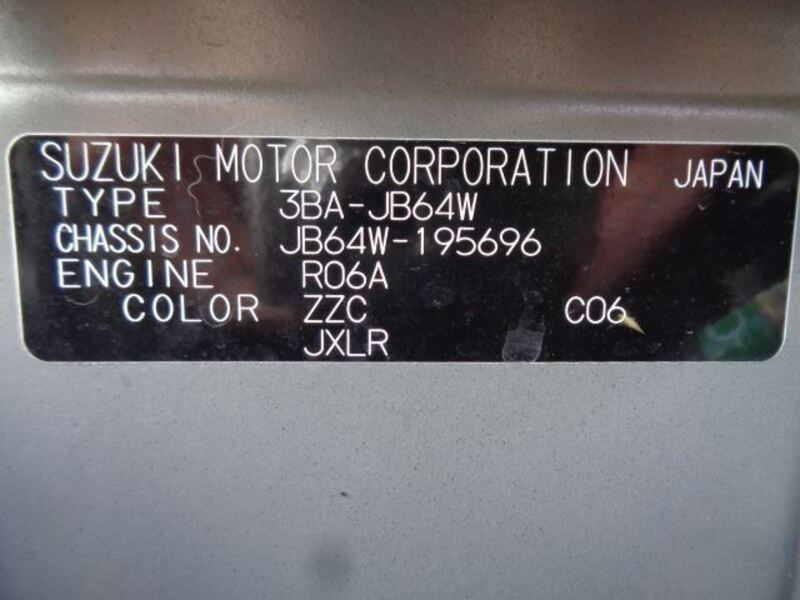 SUZUKI MOTOR CORPORATION JAPAN
TYPE 3BA-JB64W
CHASSIS NO. JB64W-195696
ENGINE R06A
COLOR ZZC C06
JXLR